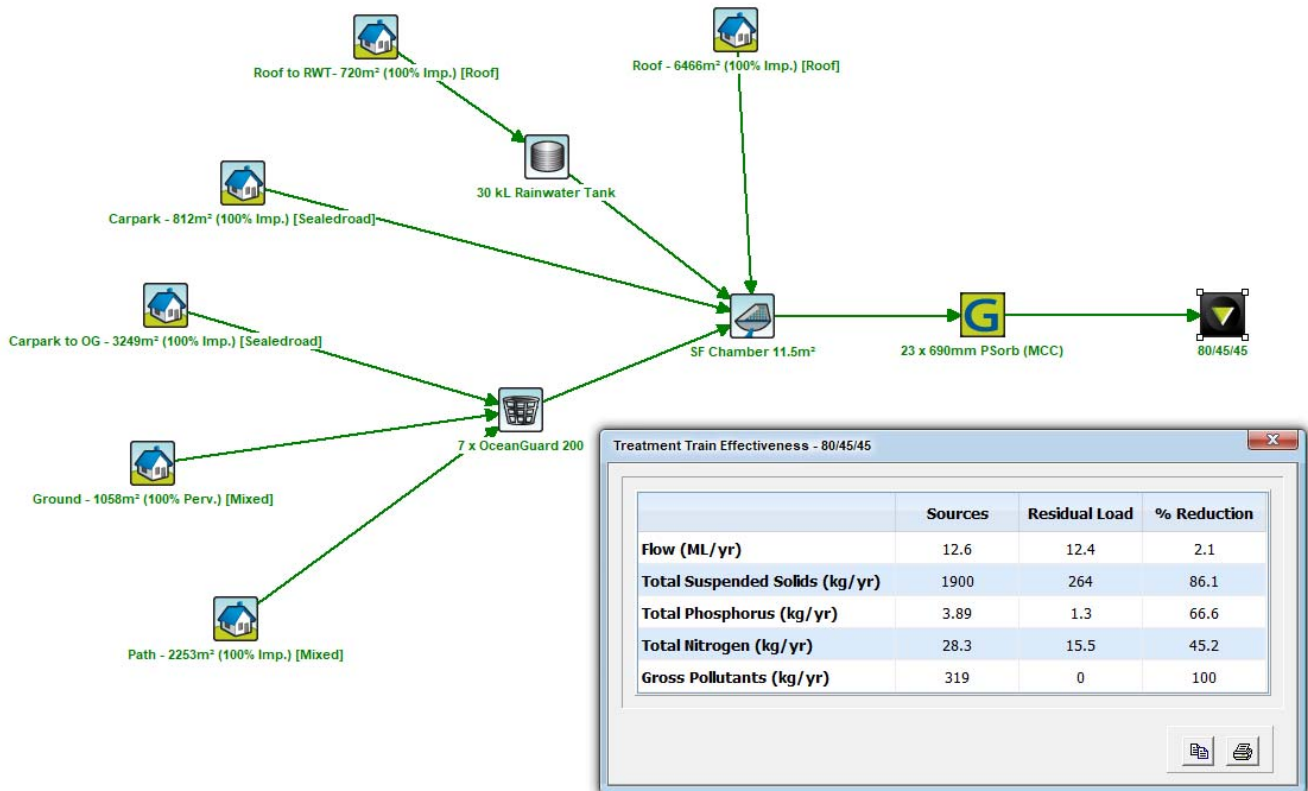 Roof to RWT- 720m² (100% Imp.) [Roof]
Roof - 6466m² (100% Imp.) [Roof]
30 kL Rainwater Tank
Carpark - 812m² (100% Imp.) [Sealedroad]
Carpark to OG - 3249m² (100% Imp.) [Sealedroad]
SF Chamber 11.5m²
G
23 x 690mm PSorb (MCC)
80/45/45
7 x OceanGuard 200
Ground - 1058m² (100% Perv.) [Mixed]
Path - 2253m² (100% Imp.) [Mixed]
Treatment Train Effectiveness - 80/45/45
Sources Residual Load % Reduction
Flow (ML/yr) 12.6 12.4 2.1
Total Suspended Solids (kg/yr) 1900 264 86.1
Total Phosphorus (kg/yr) 3.89 1.3 66.6
Total Nitrogen (kg/yr) 28.3 15.5 45.2
Gross Pollutants (kg/yr) 319 0 100